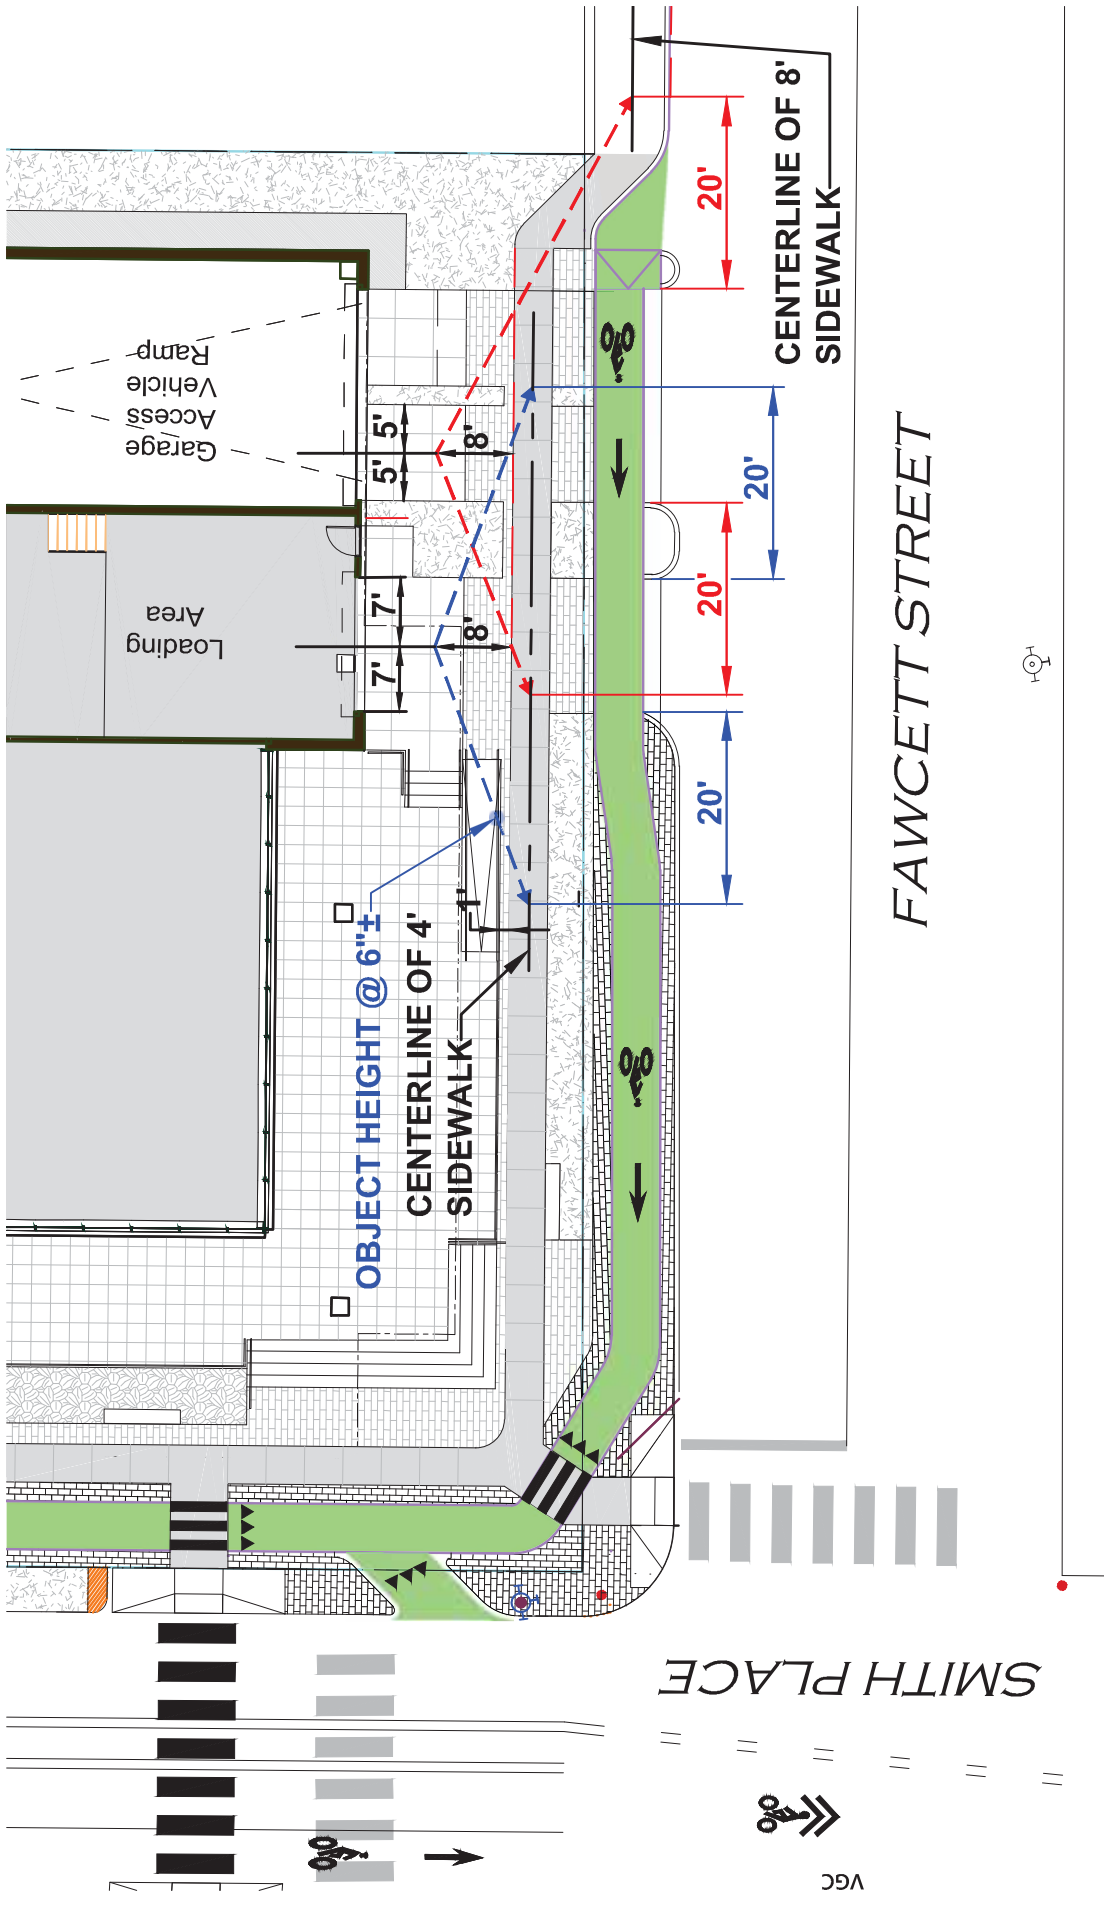 CENTERLINE OF 8'
SIDEWALK
20'
Garage
Vehicle
Access
Ramp
5'
5'
8'
20'
20'
Loading
Area
7'
7'
8'
20'
OBJECT HEIGHT @ 6"±
CENTERLINE OF 4'
SIDEWALK
1'
FAWCETT STREET
SMITH PLACE
VGC